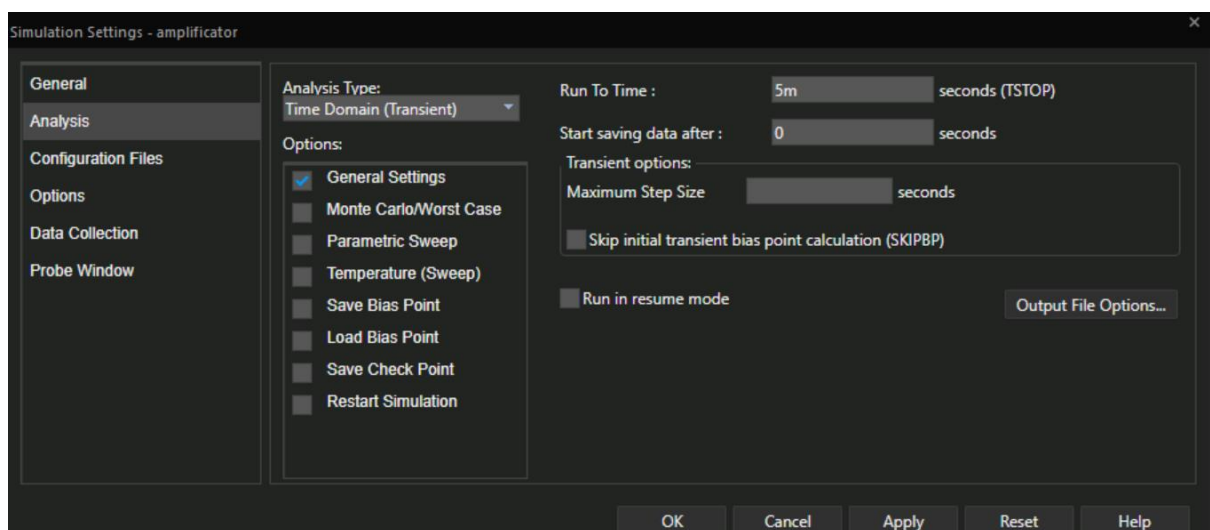 Simulation Settings - amplificator
×
General
Analysis
Configuration Files
Options
Data Collection
Probe Window
Analysis Type:
Time Domain (Transient)
Options:
General Settings
Monte Carlo/Worst Case
Parametric Sweep
Temperature (Sweep)
Save Bias Point
Load Bias Point
Save Check Point
Restart Simulation
Run To Time : 5m seconds (TSTOP)
Start saving data after : 0 seconds
Transient options:
Maximum Step Size seconds
Skip initial transient bias point calculation (SKIPBP)
Run in resume mode
Output File Options...
OK Cancel Apply Reset Help